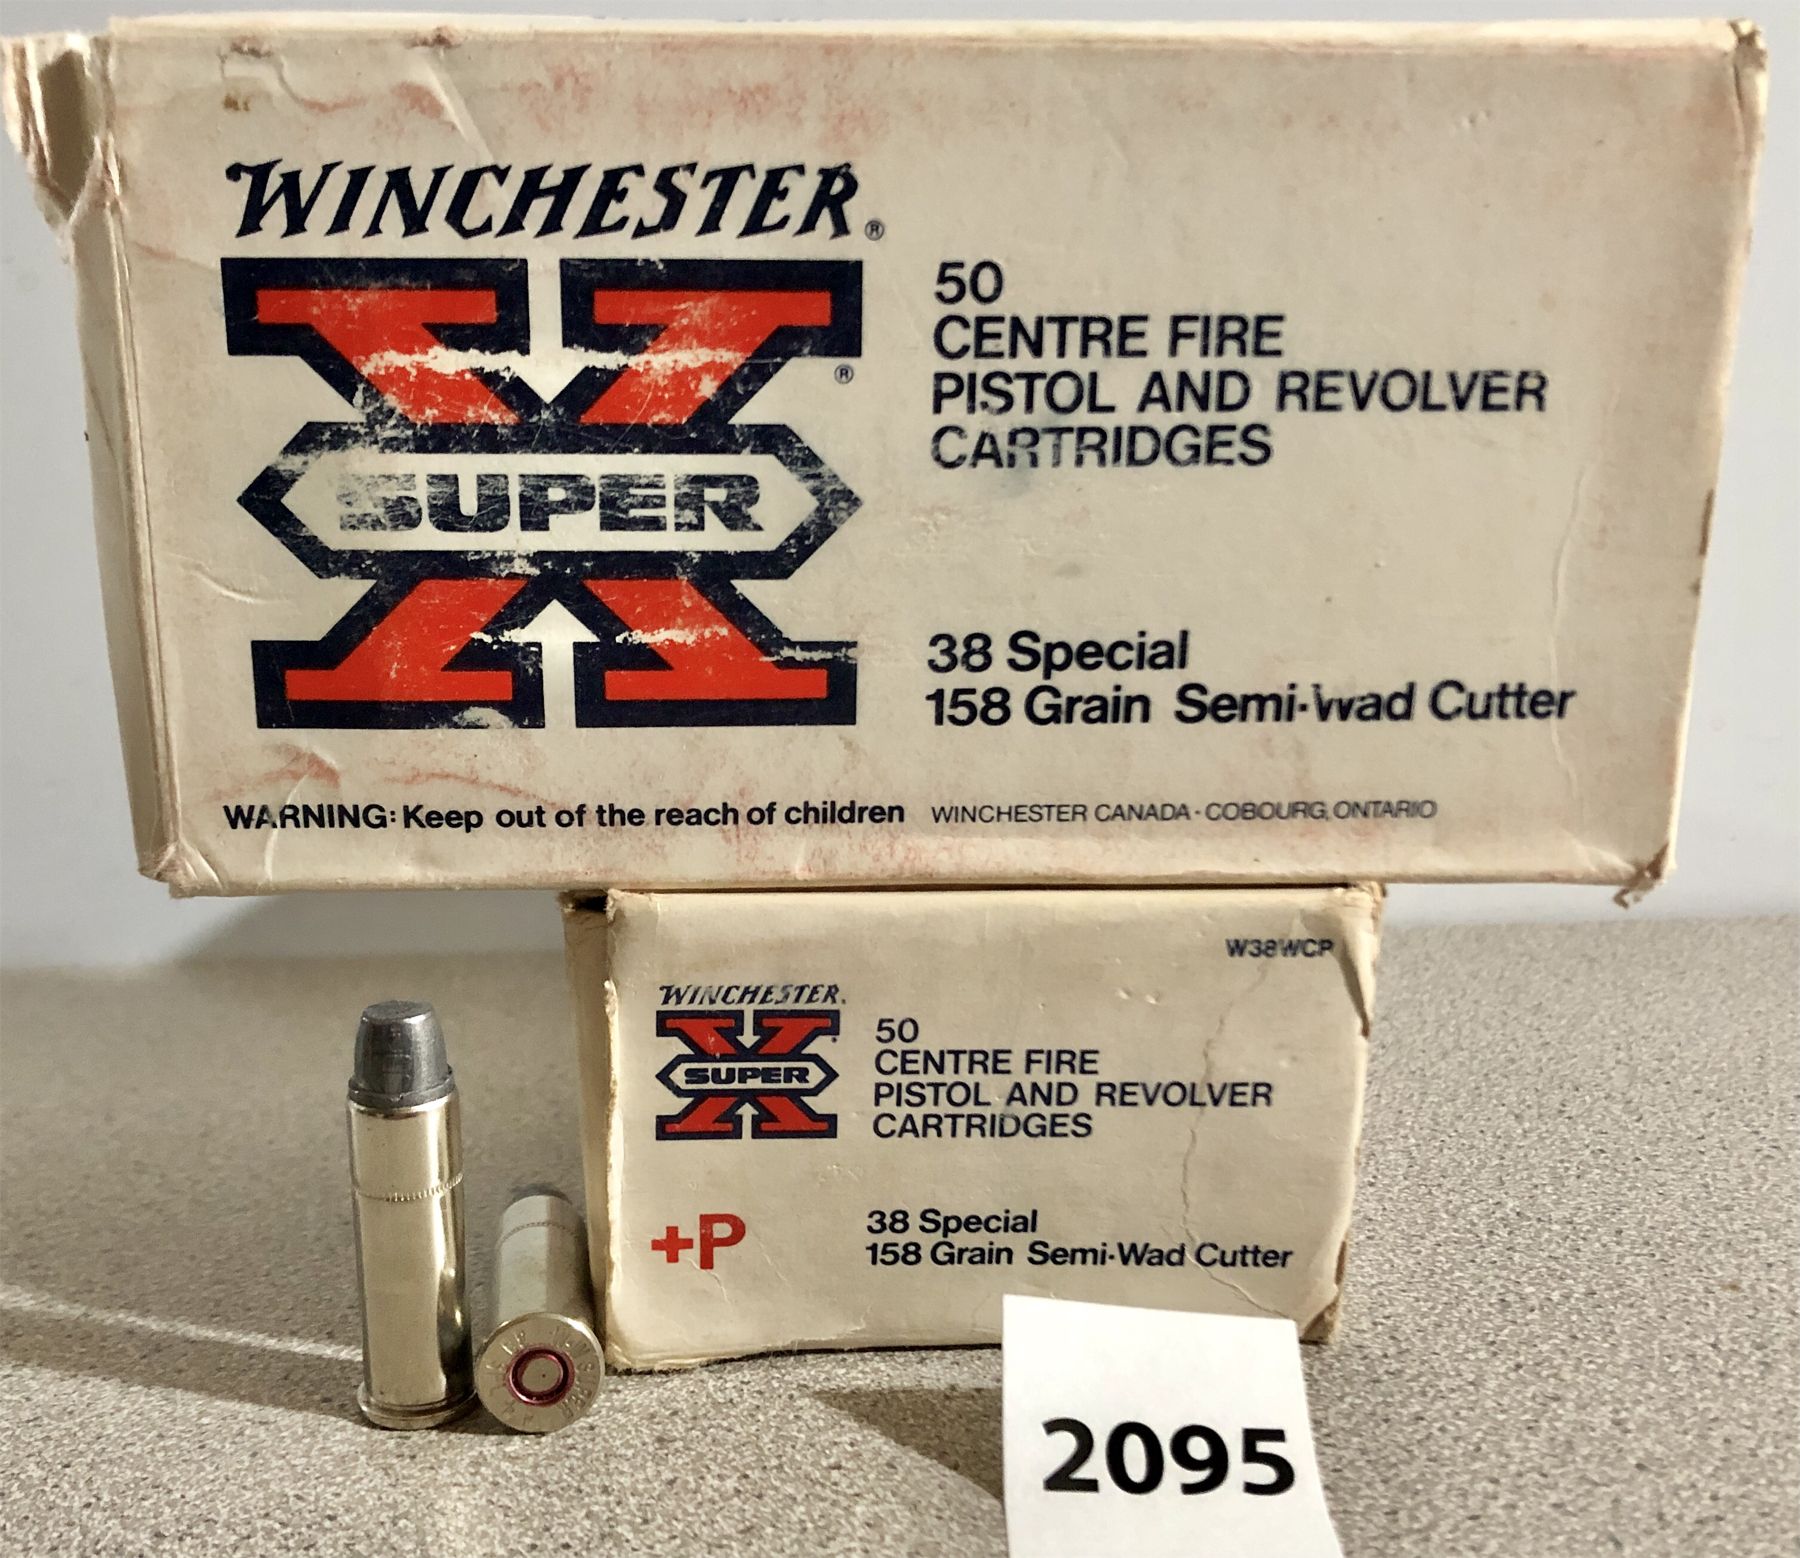 WINCHESTER®
SUPER®
50
CENTRE FIRE
PISTOL AND REVOLVER
CARTRIDGES
38 Special
158 Grain Semi-Wad Cutter
WARNING: Keep out of the reach of children WINCHESTER CANADA - COBOURG, ONTARIO
W38WCP
WINCHESTER.
SUPER
50
CENTRE FIRE
PISTOL AND REVOLVER
CARTRIDGES
+P
38 Special
158 Grain Semi-Wad Cutter
2095